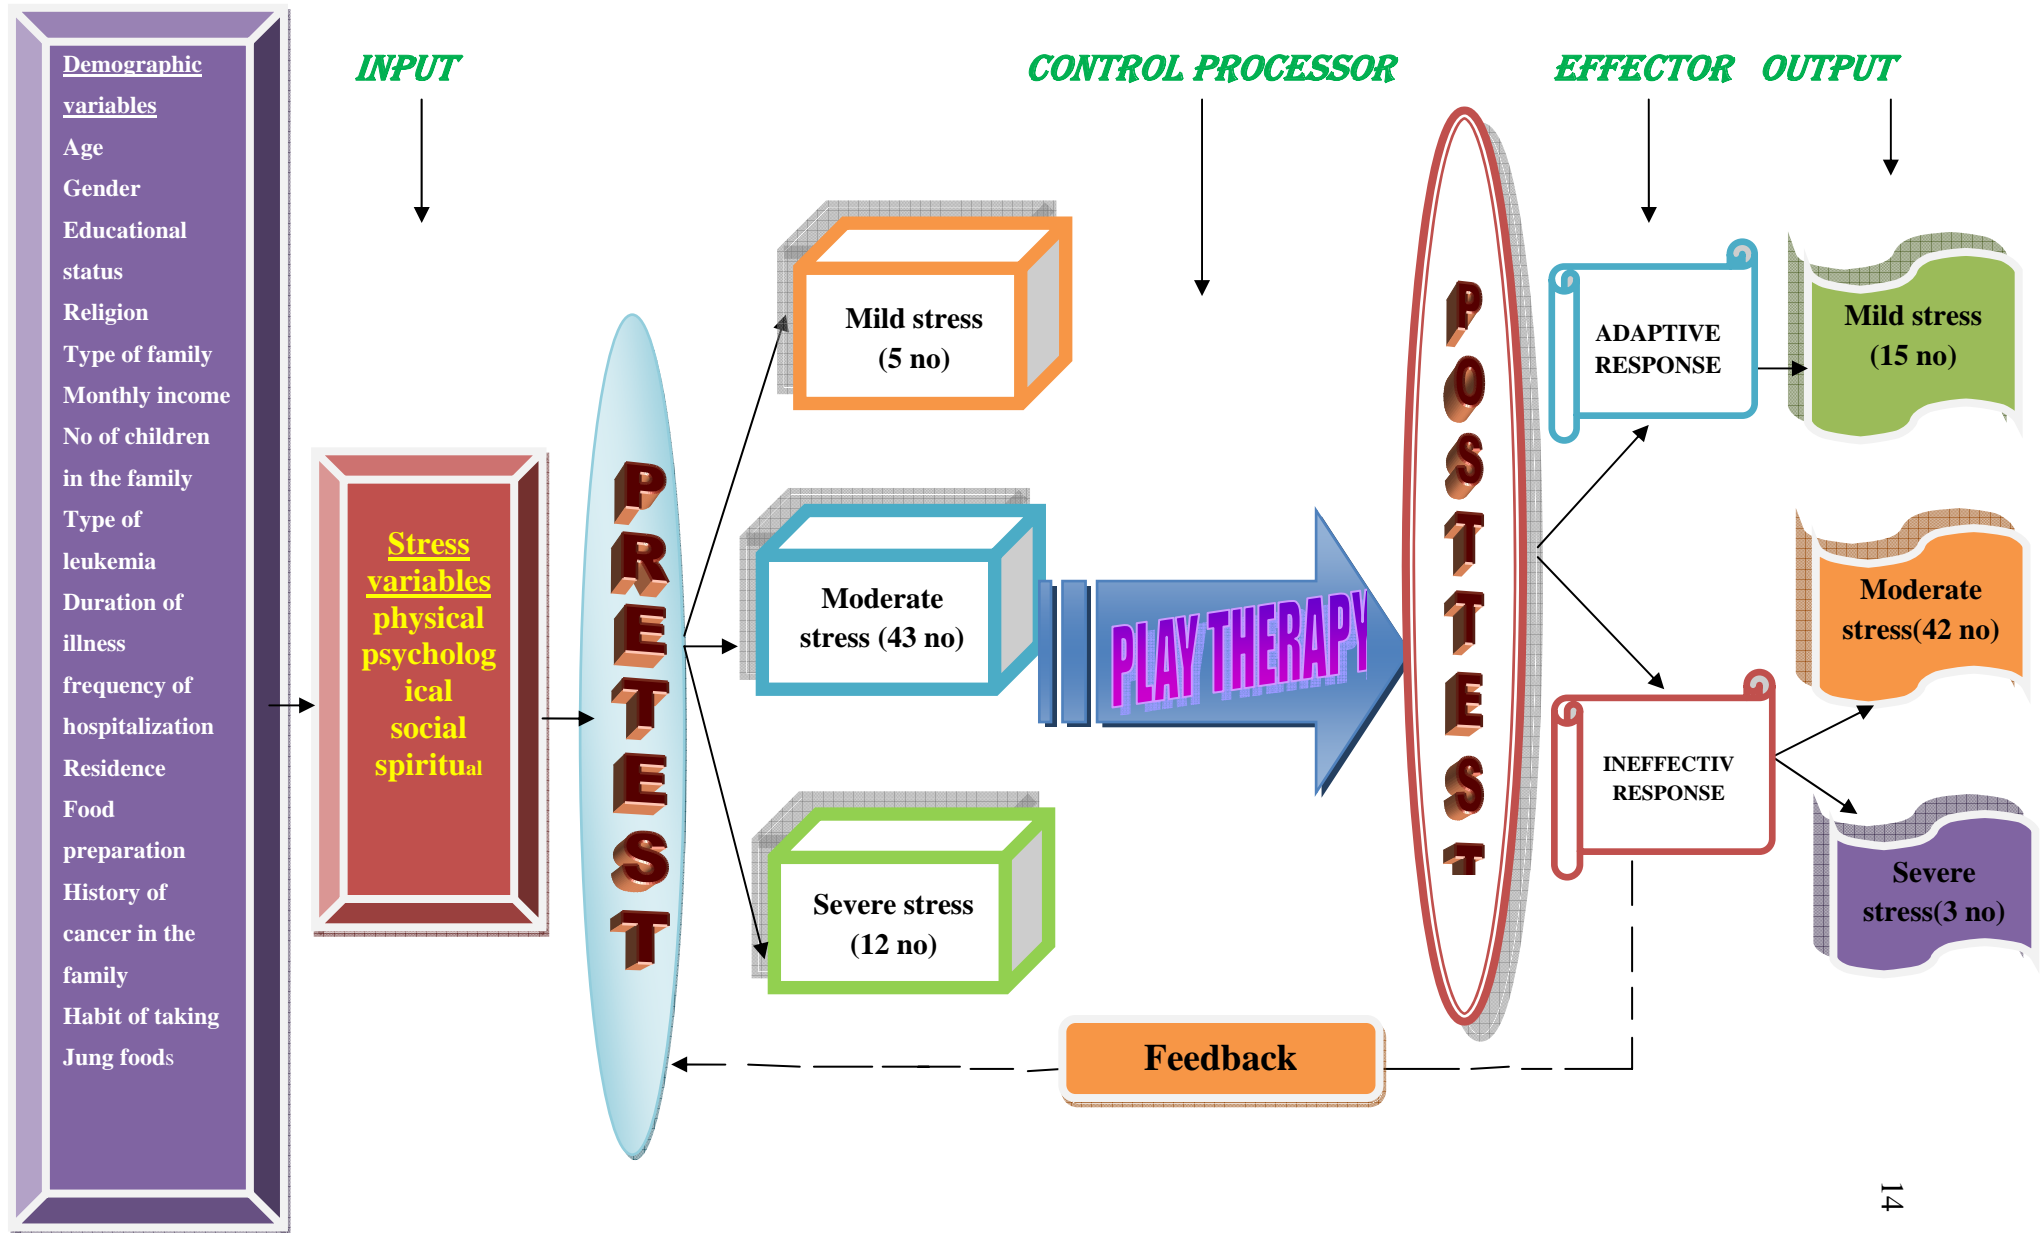 Demographic
variables
Age
Gender
Educational
status
Religion
Type of family
Monthly income
No of children
in the family
Type of
leukemia
Duration of
illness
frequency of
hospitalization
Residence
Food
preparation
History of
cancer in the
family
Habit of taking
Jung foods
INPUT
Stress
variables
physical
psycholog
ical
social
spiritual
PRETEST
Mild stress
(5 no)
Moderate
stress (43 no)
Severe stress
(12 no)
CONTROL PROCESSOR
PLAY THERAPY
POSTTEST
EFFECTOR
ADAPTIVE
RESPONSE
INEFFECTIV
RESPONSE
OUTPUT
Mild stress
(15 no)
Moderate
stress(42 no)
Severe
stress(3 no)
Feedback
14